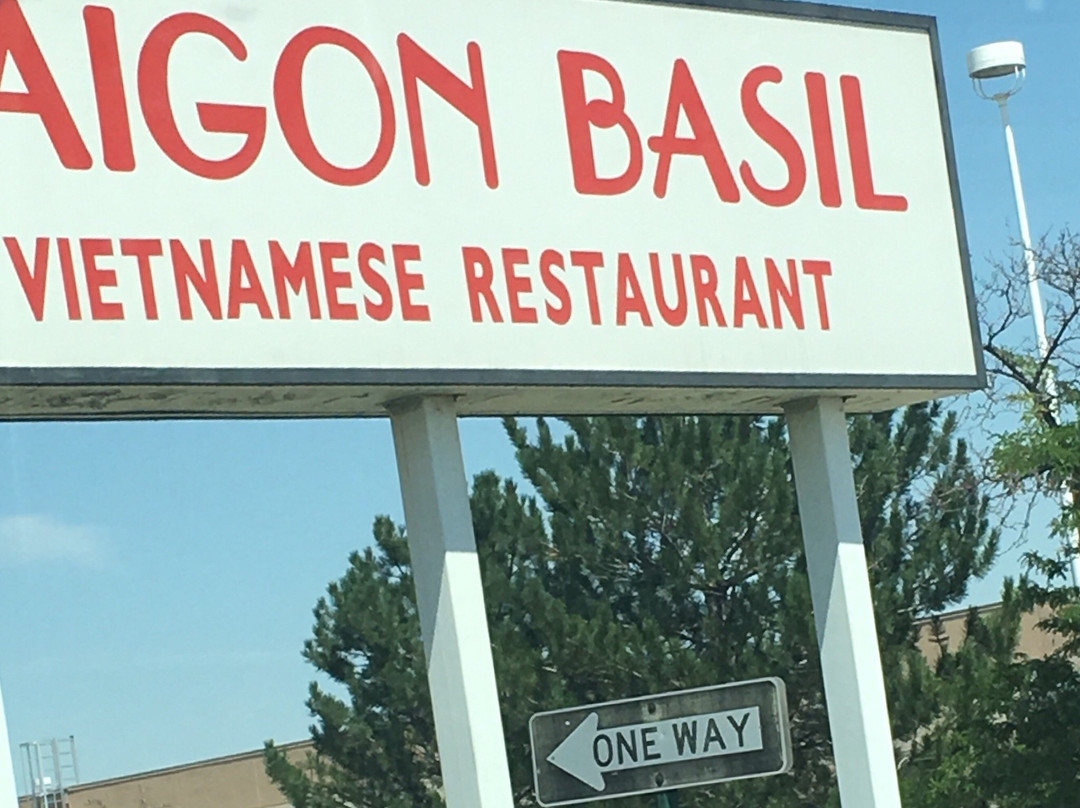 AIGON BASIL
VIETNAMESE RESTAURANT
ONE WAY